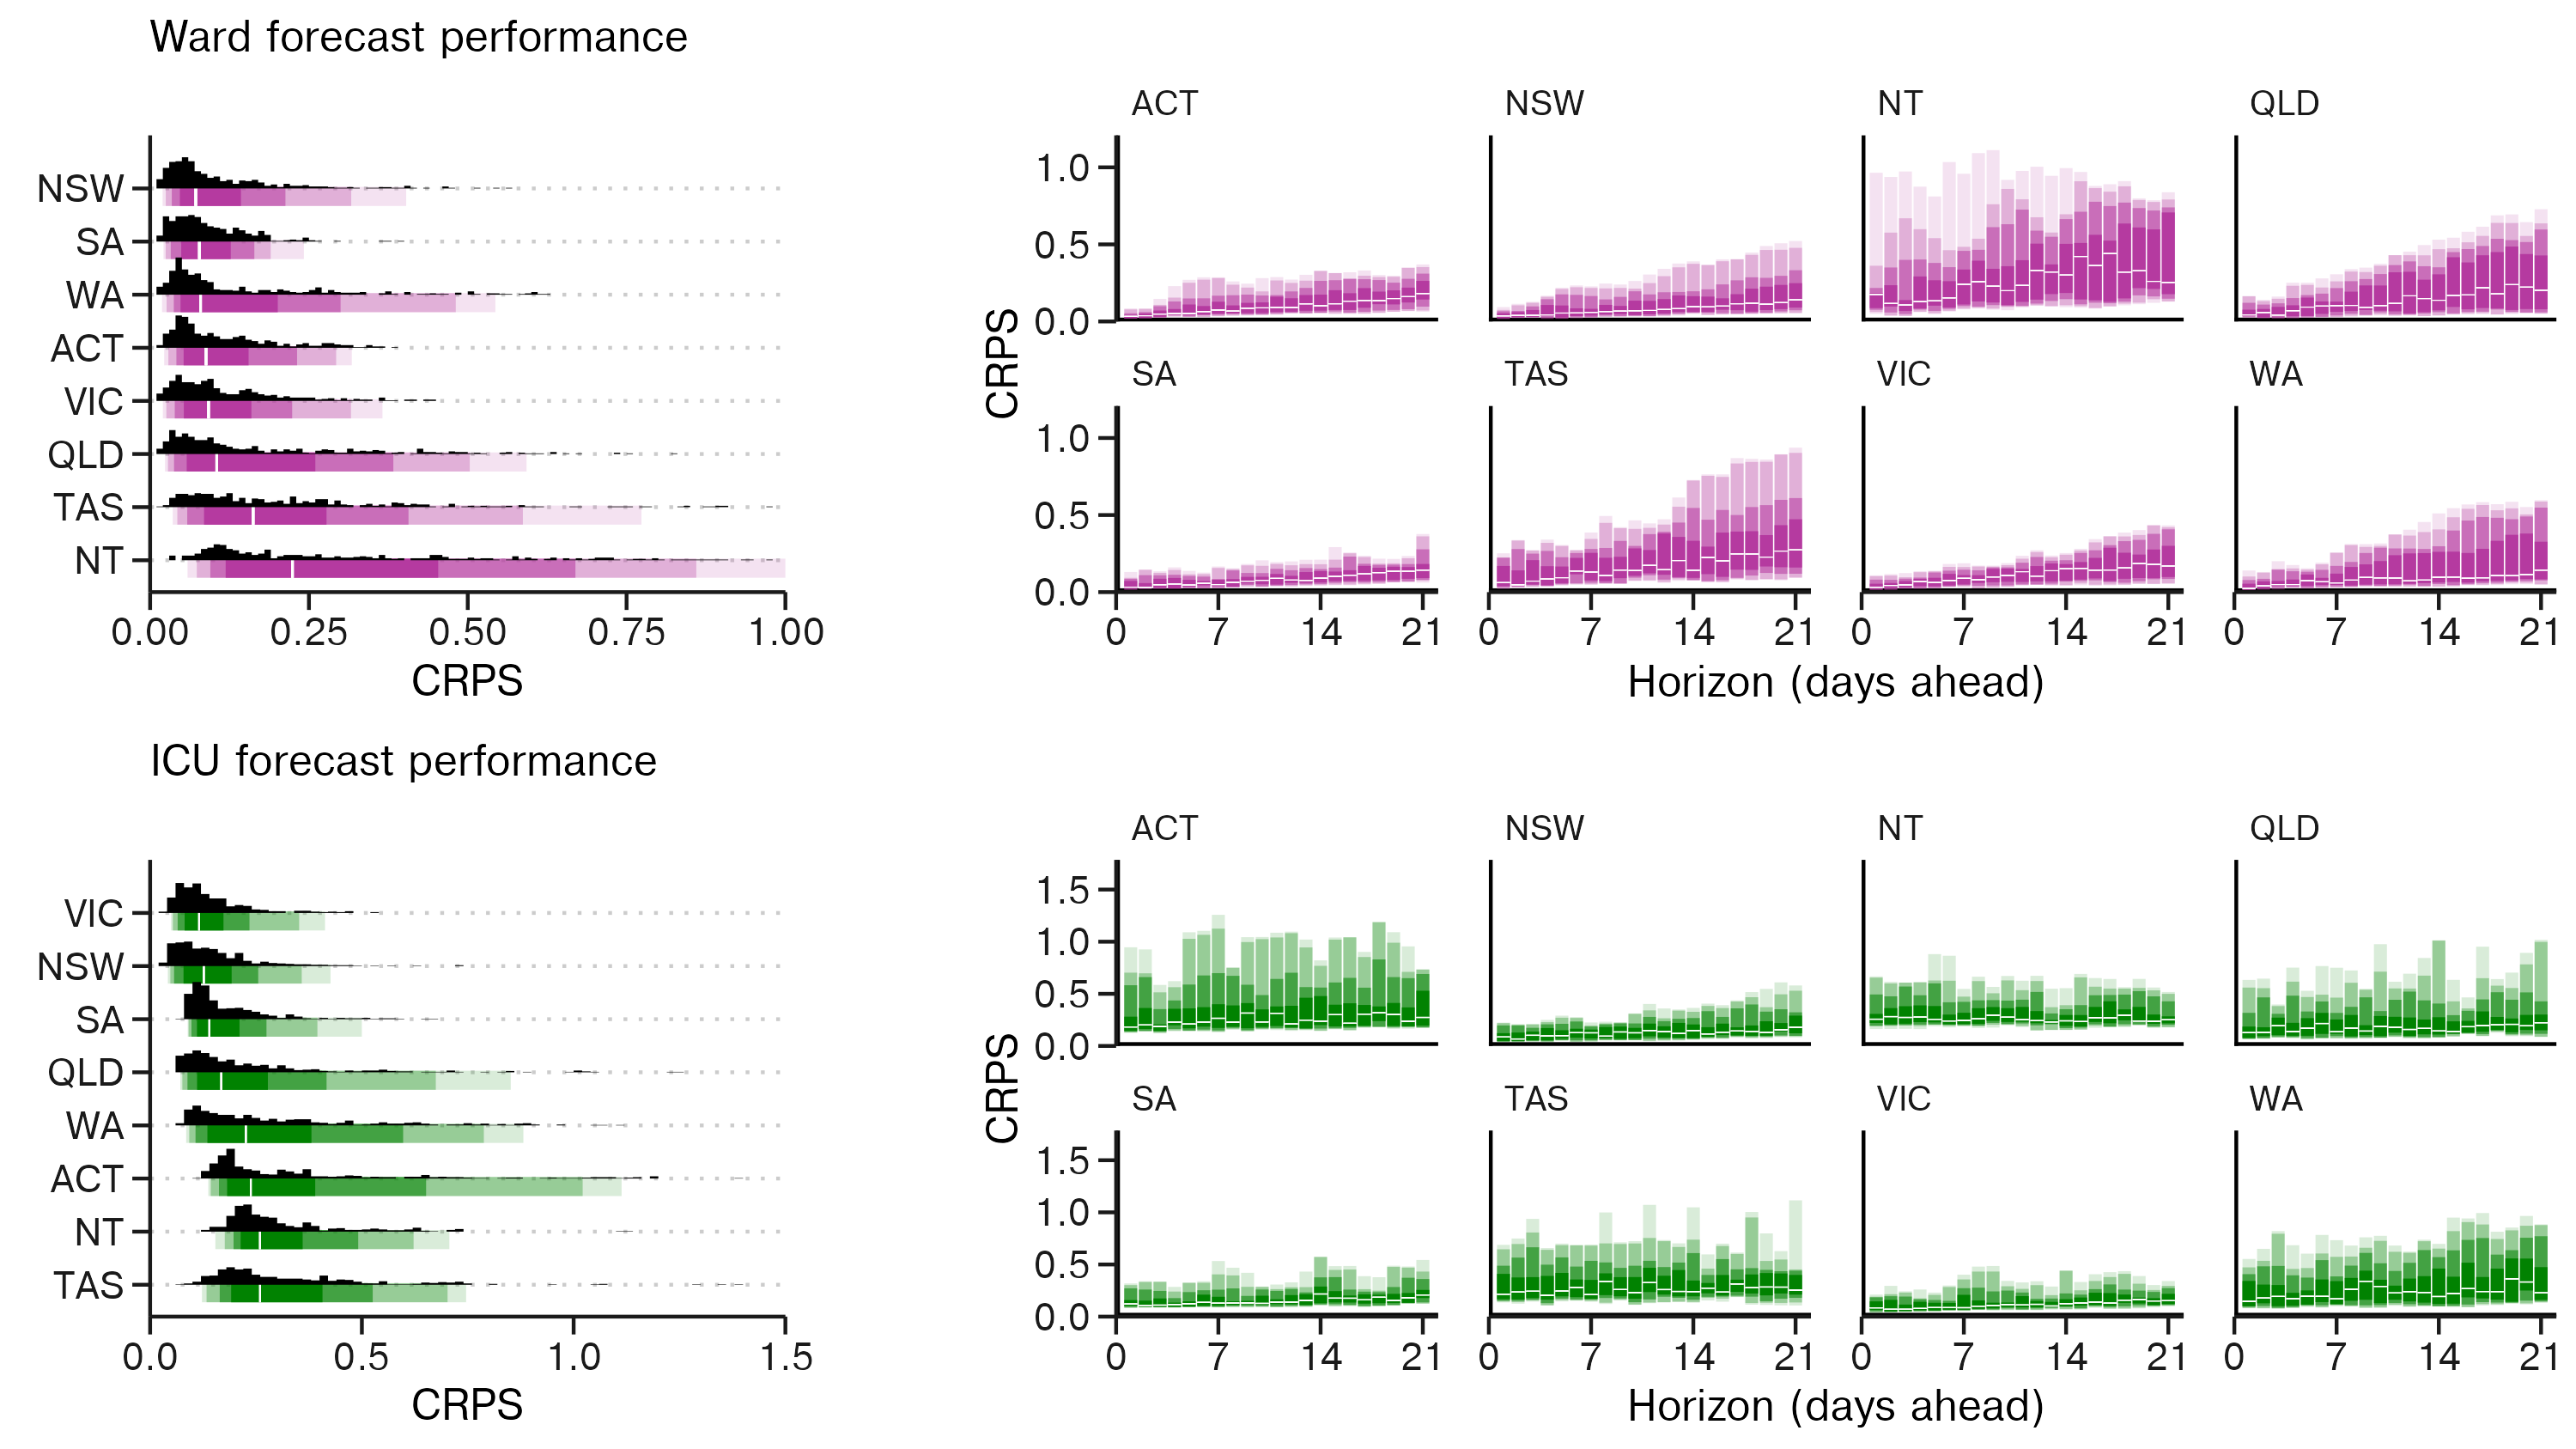 Ward forecast performance
NSW
SA
WA
ACT
VIC
QLD
TAS
NT
0.00 0.25 0.50 0.75 1.00
CRPS
ACT NSW NT QLD
1.0
0.5
0.0
SA TAS VIC WA
1.0
0.5
0.0
CRPS
0 7 14 21 0 7 14 21 0 7 14 21 0 7 14 21
Horizon (days ahead)
ICU forecast performance
VIC
NSW
SA
QLD
WA
ACT
NT
TAS
0.0 0.5 1.0 1.5
CRPS
ACT NSW NT QLD
1.5
1.0
0.5
0.0
SA TAS VIC WA
1.5
1.0
0.5
0.0
CRPS
0 7 14 21 0 7 14 21 0 7 14 21 0 7 14 21
Horizon (days ahead)